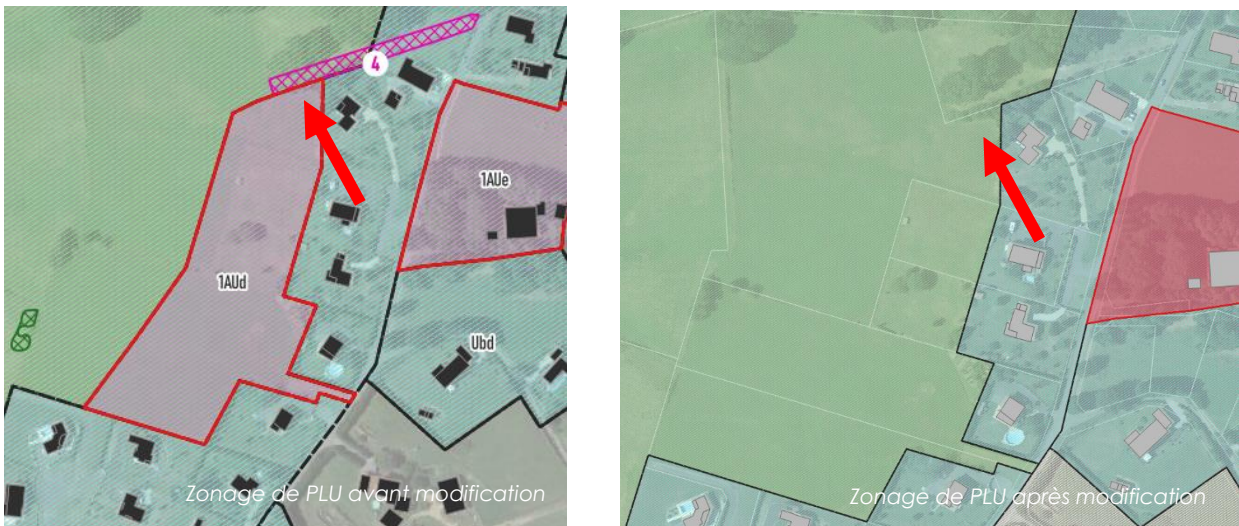 4
1AUe
1AUd
Ubd
Zonage de PLU avant modification
Zonage de PLU après modification